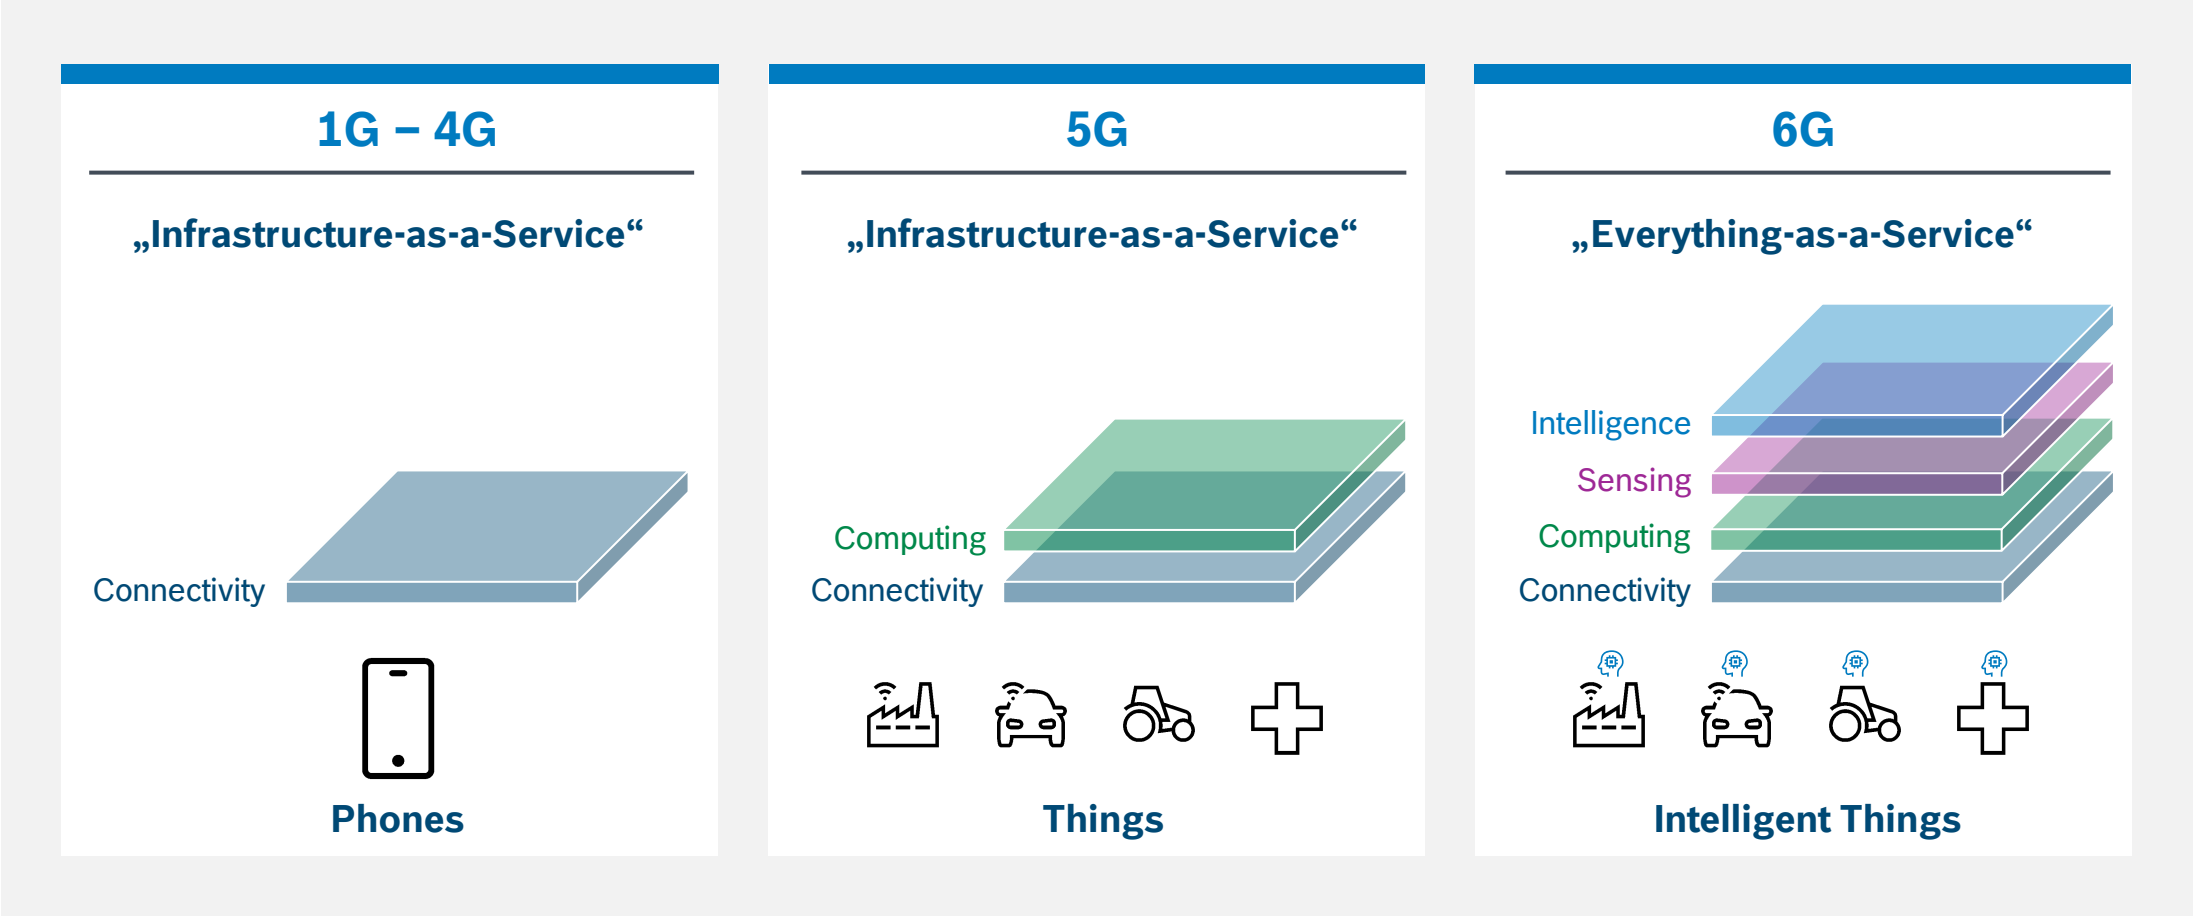 1G – 4G
„Infrastructure-as-a-Service“
Connectivity
Phones
5G
„Infrastructure-as-a-Service“
Computing
Connectivity
Things
6G
„Everything-as-a-Service“
Intelligence
Sensing
Computing
Connectivity
Intelligent Things